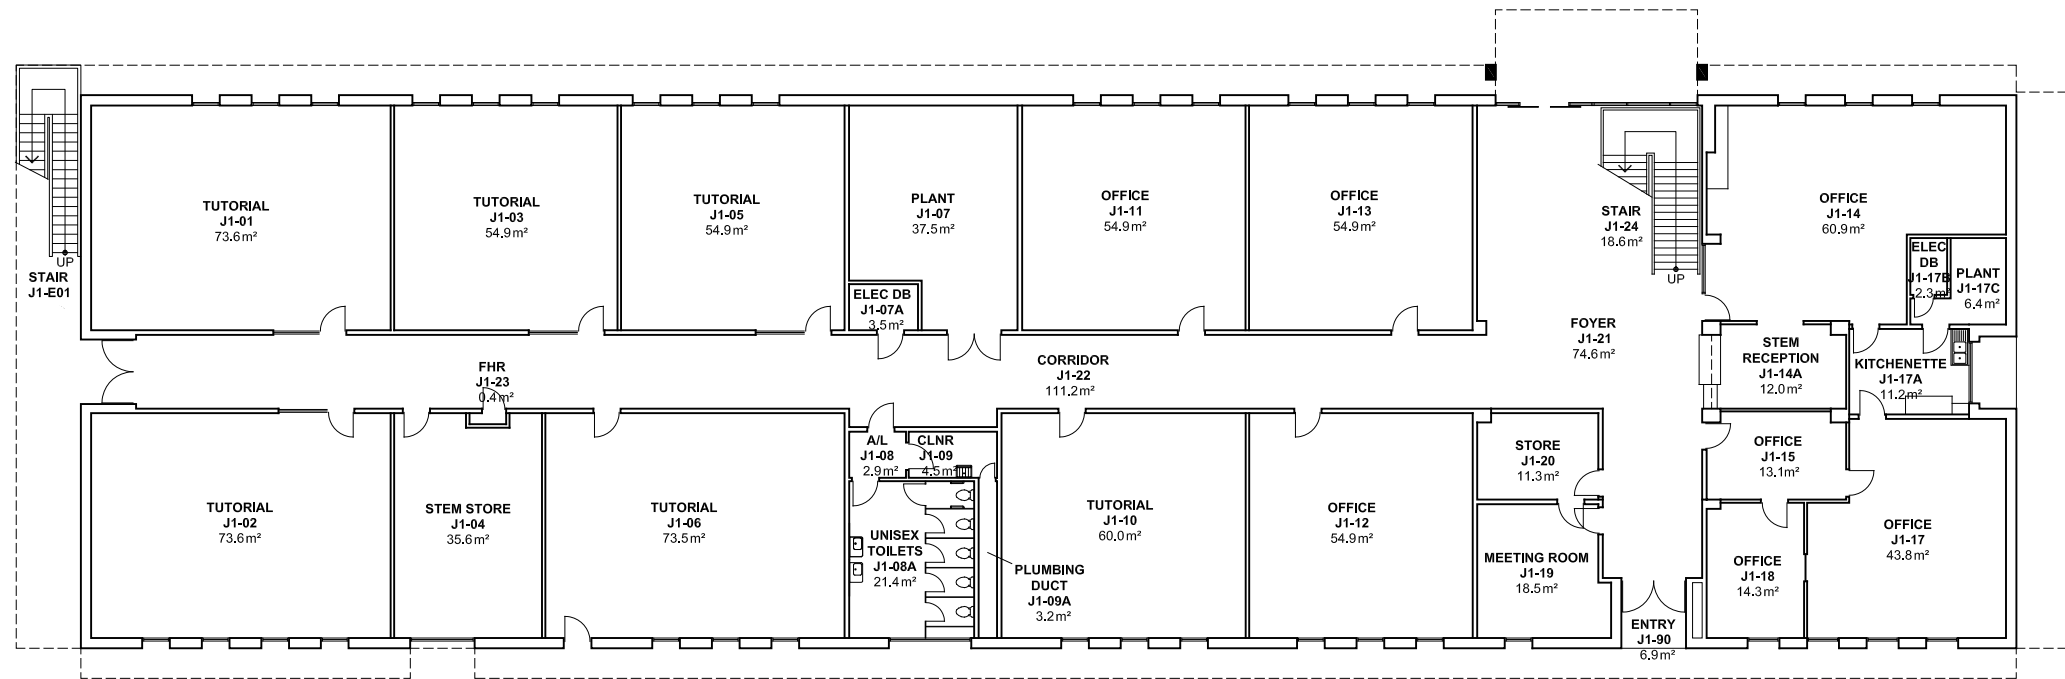 TUTORIAL
J1-01
73.6m²
TUTORIAL
J1-03
54.9m²
TUTORIAL
J1-05
54.9m²
PLANT
J1-07
37.5m²
OFFICE
J1-11
54.9m²
OFFICE
J1-13
54.9m²
STAIR
J1-24
18.6m²
OFFICE
J1-14
60.9m²
UP
STAIR
J1-E01
ELEC DB
J1-07A
3.5m²
UP
ELEC
DB
J1-17B
2.3m²
PLANT
J1-17C
6.4m²
FHR
J1-23
0.4m²
CORRIDOR
J1-22
111.2m²
FOYER
J1-21
74.6m²
STEM
RECEPTION
J1-14A
12.0m²
KITCHENETTE
J1-17A
11.2m²
TUTORIAL
J1-02
73.6m²
STEM STORE
J1-04
35.6m²
TUTORIAL
J1-06
73.5m²
A/L
J1-08
2.9m²
CLNR
J1-09
4.5m²
UNISEX
TOILETS
J1-08A
21.4m²
PLUMBING
DUCT
J1-09A
3.2m²
TUTORIAL
J1-10
60.0m²
OFFICE
J1-12
54.9m²
STORE
J1-20
11.3m²
MEETING ROOM
J1-19
18.5m²
ENTRY
J1-90
6.9m²
OFFICE
J1-15
13.1m²
OFFICE
J1-18
14.3m²
OFFICE
J1-17
43.8m²